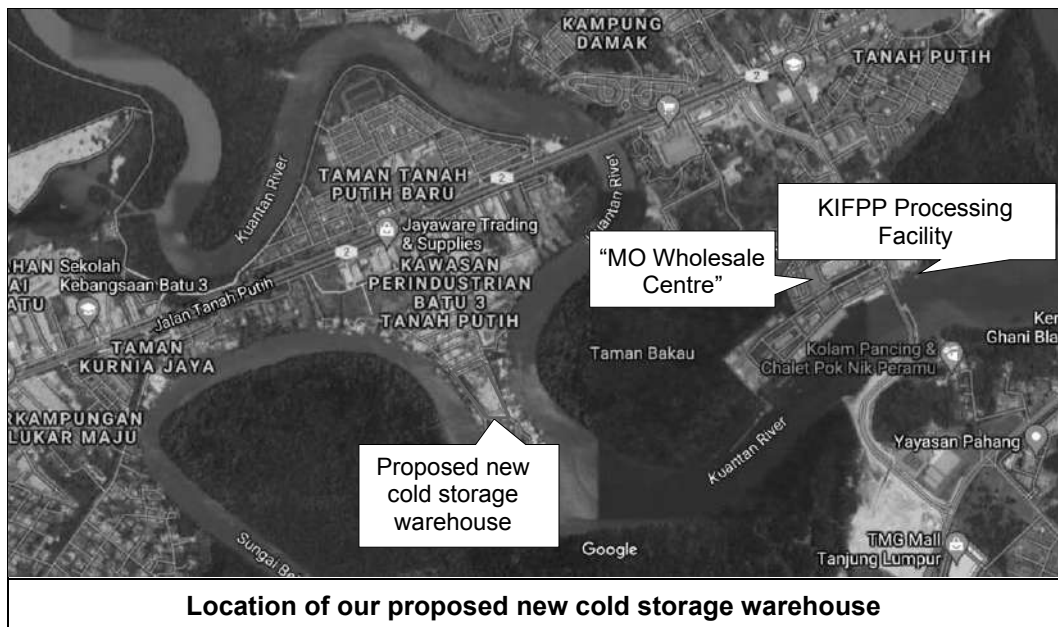 KAMPUNG
DAMAK
TANAH PUTIH
2
Kuantan River
TAMAN TANAH
PUTIH BARU
2
Kuantan River
KIFPP Processing
Facility
Jayaware Trading
& Supplies
2
"MO Wholesale
Centre"
KAWASAN
PERINDUSTRIAN
BATU 3
TANAH PUTIH
Sekolah
Kebangsaan Batu 3
Jalan Tanah Putih
TAMAN
KURNIA JAYA
Taman Bakau
Kolam Pancing &
Chalet Pok Nik Peramu
Ghani Bla
Kuantan River
Yayasan Pahang
Proposed new
cold storage
warehouse
Google
TMG Mall
Tanjung Lumpur
Location of our proposed new cold storage warehouse